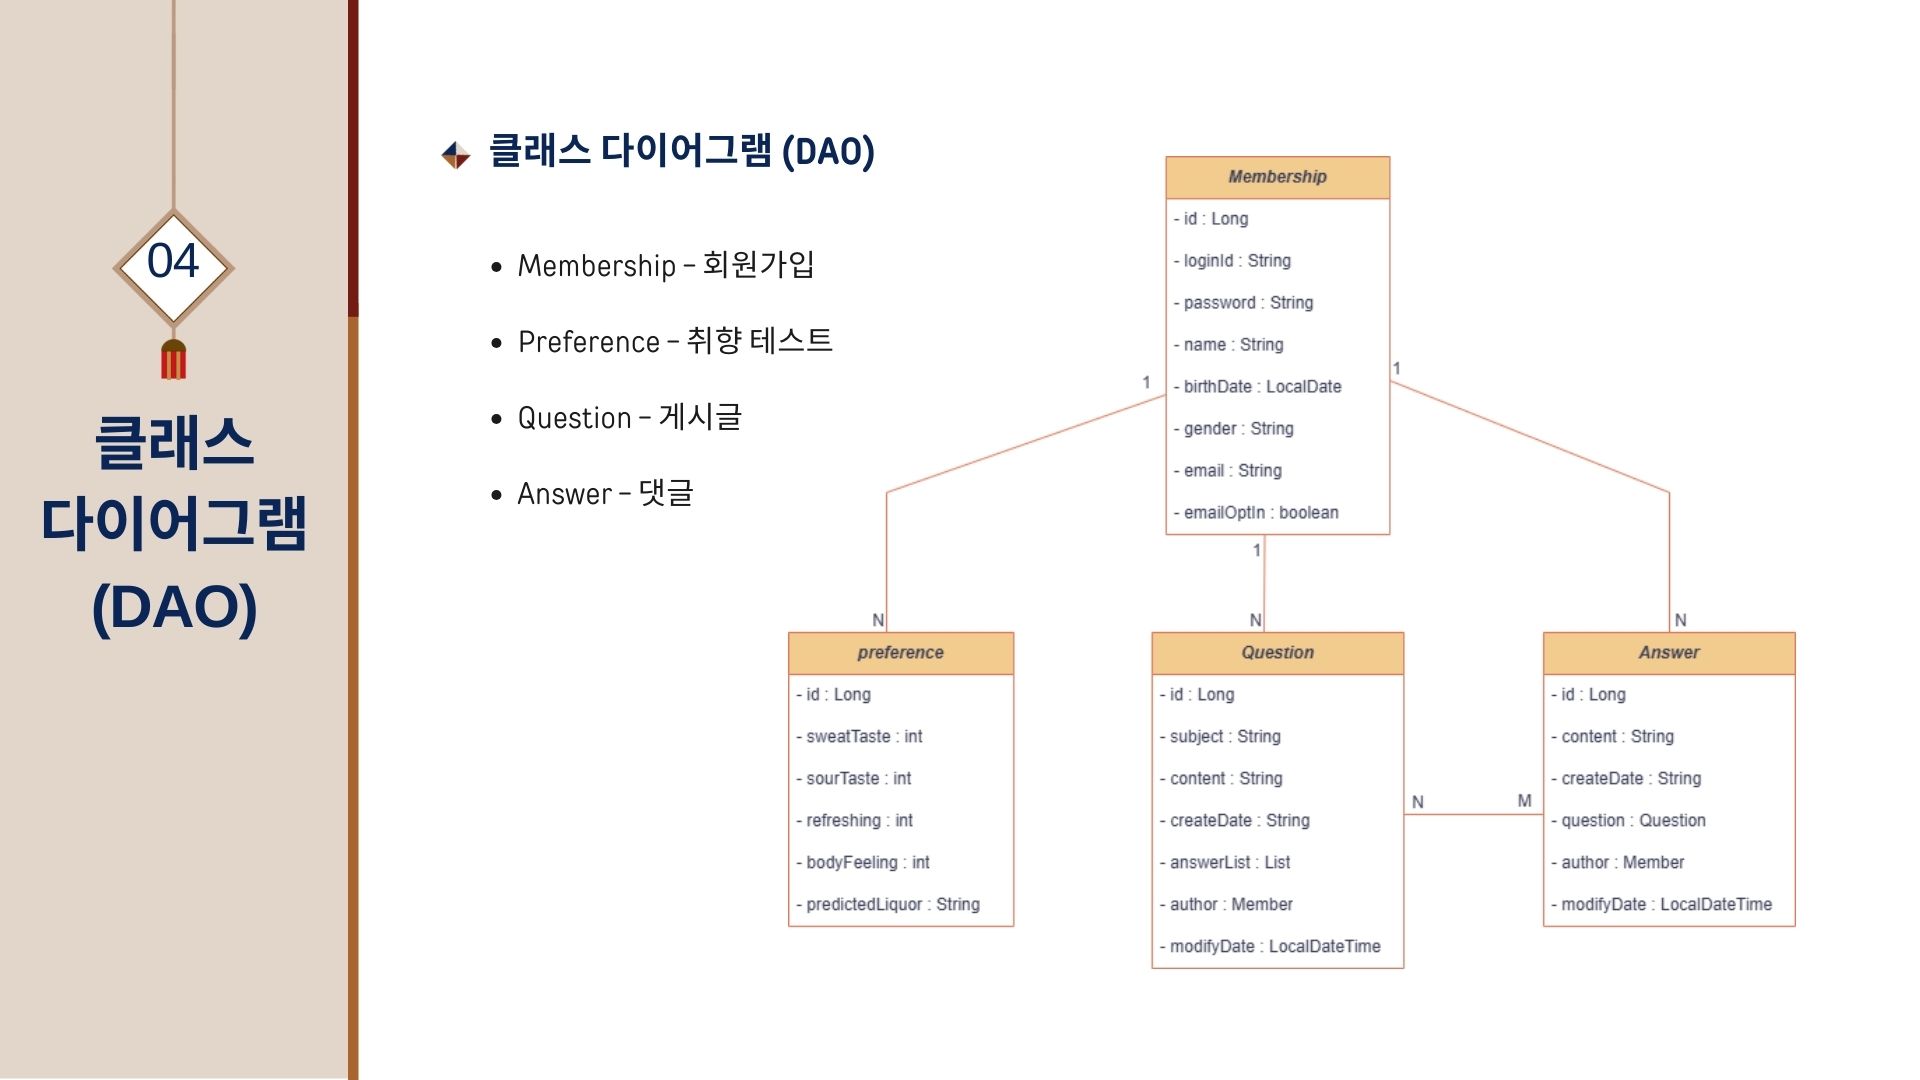 04
클래스
다이어그램
(DAO)
클래스 다이어그램 (DAO)
Membership – 회원가입
Preference – 취향 테스트
Question – 게시글
Answer – 댓글
Membership
- id : Long
- loginId : String
- password : String
- name : String
- birthDate : LocalDate
- gender : String
- email : String
- emailOptIn : boolean
1
1
1
N
N
N
preference
- id : Long
- sweatTaste : int
- sourTaste : int
- refreshing : int
- bodyFeeling : int
- predictedLiquor : String
Question
- id : Long
- subject : String
- content : String
- createDate : String
- answerList : List
- author : Member
- modifyDate : LocalDateTime
N
M
Answer
- id : Long
- content : String
- createDate : String
- question : Question
- author : Member
- modifyDate : LocalDateTime